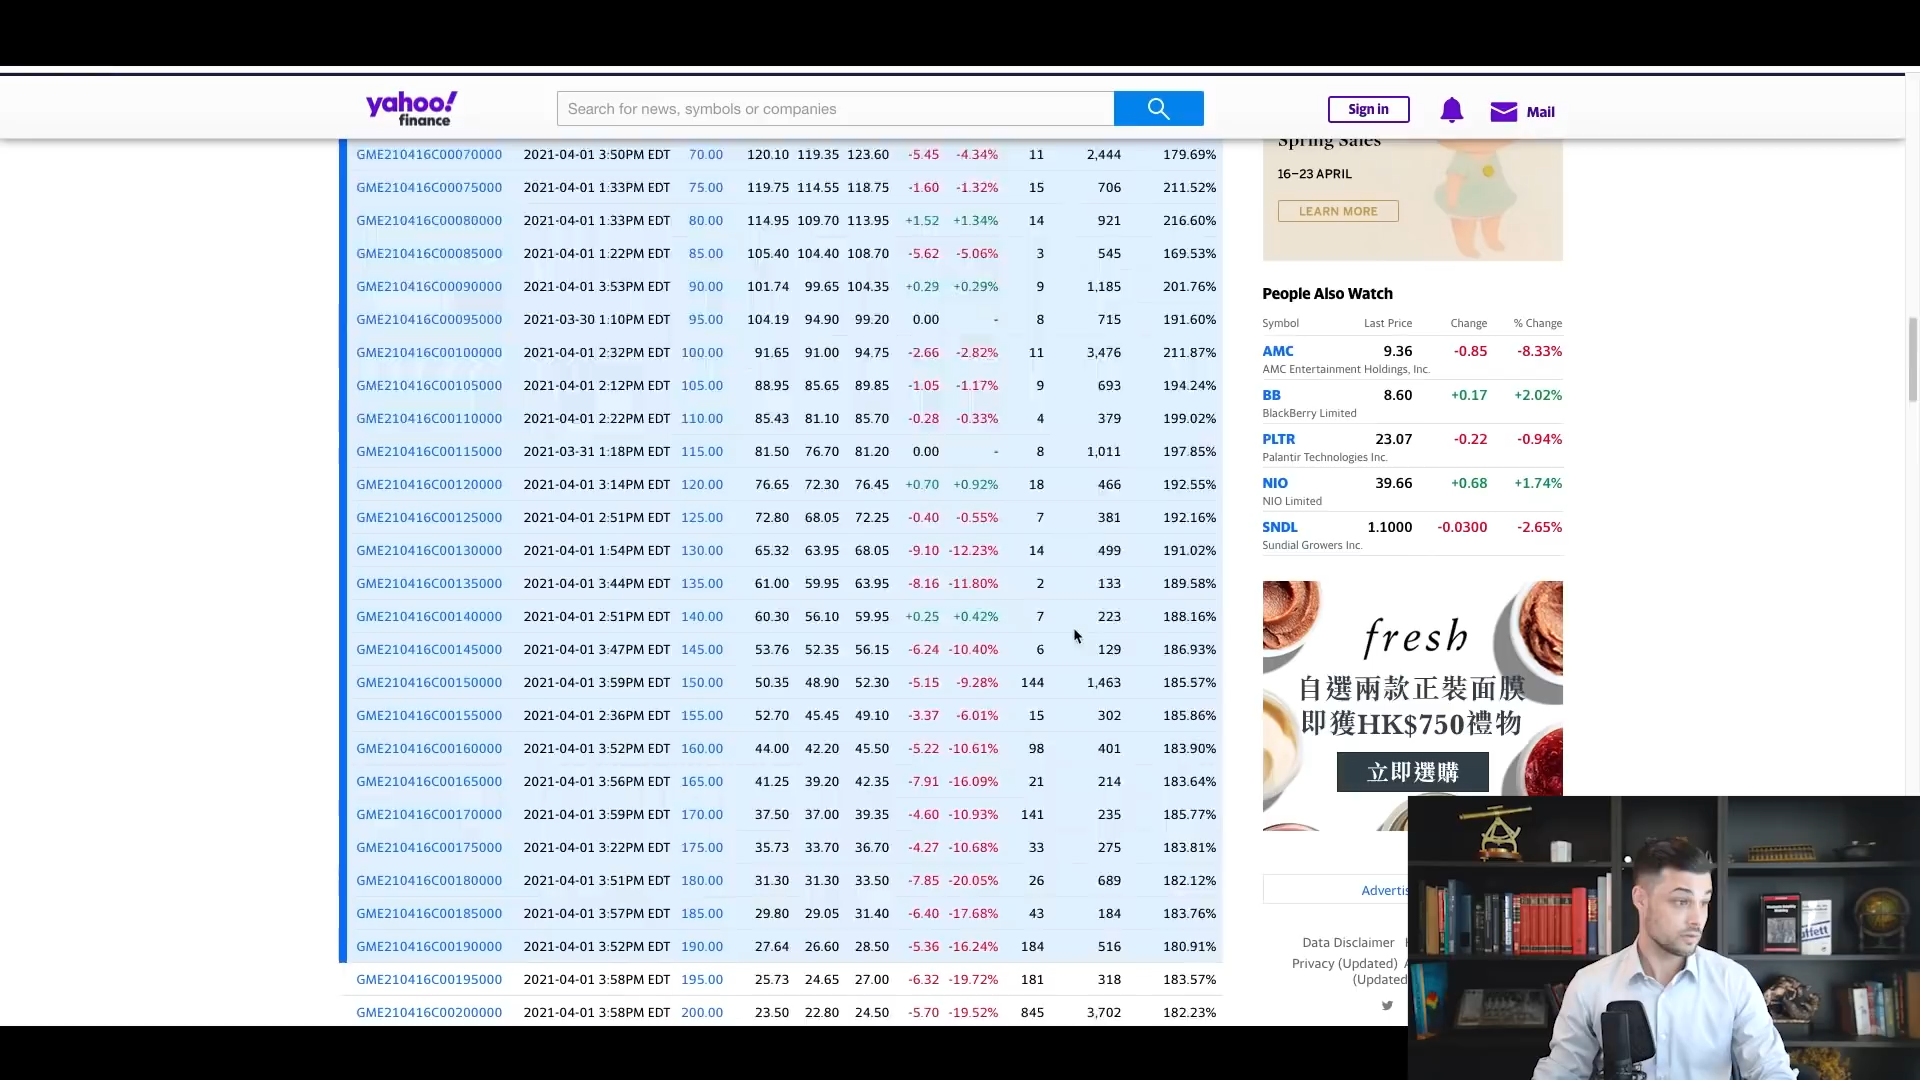 yahoo!
finance
Search for news, symbols or companies
Sign in
Mail
GME210416C00070000 2021-04-01 3:50PM EDT 70.00 120.10 119.35 123.60 -5.45 -4.34% 11 2,444 179.69%
GME210416C00075000 2021-04-01 1:33PM EDT 75.00 119.75 114.55 118.75 -1.60 -1.32% 15 706 211.52%
GME210416C00080000 2021-04-01 1:33PM EDT 80.00 114.95 109.70 113.95 +1.52 +1.34% 14 921 216.60%
GME210416C00085000 2021-04-01 1:22PM EDT 85.00 105.40 104.40 108.70 -5.62 -5.06% 3 545 169.53%
GME210416C00090000 2021-04-01 3:53PM EDT 90.00 101.74 99.65 104.35 +0.29 +0.29% 9 1,185 201.76%
GME210416C00095000 2021-03-30 1:10PM EDT 95.00 104.19 94.90 99.20 0.00 - 8 715 191.60%
GME210416C00100000 2021-04-01 2:32PM EDT 100.00 91.65 91.00 94.75 -2.66 -2.82% 11 3,476 211.87%
GME210416C00105000 2021-04-01 2:12PM EDT 105.00 88.95 85.65 89.85 -1.05 -1.17% 9 693 194.24%
GME210416C00110000 2021-04-01 2:22PM EDT 110.00 85.43 81.10 85.70 -0.28 -0.33% 4 379 199.02%
GME210416C00115000 2021-03-31 1:18PM EDT 115.00 81.50 76.70 81.20 0.00 - 8 1,011 197.85%
GME210416C00120000 2021-04-01 3:14PM EDT 120.00 76.65 72.30 76.45 +0.70 +0.92% 18 466 192.55%
GME210416C00125000 2021-04-01 2:51PM EDT 125.00 72.80 68.05 72.25 -0.40 -0.55% 7 381 192.16%
GME210416C00130000 2021-04-01 1:54PM EDT 130.00 65.32 63.95 68.05 -9.10 -12.23% 14 499 191.02%
GME210416C00135000 2021-04-01 3:44PM EDT 135.00 61.00 59.95 63.95 -8.16 -11.80% 2 133 189.58%
GME210416C00140000 2021-04-01 2:51PM EDT 140.00 60.30 56.10 59.95 +0.25 +0.42% 7 223 188.16%
GME210416C00145000 2021-04-01 3:47PM EDT 145.00 53.76 52.35 56.15 -6.24 -10.40% 6 129 186.93%
GME210416C00150000 2021-04-01 3:59PM EDT 150.00 50.35 48.90 52.30 -5.15 -9.28% 144 1,463 185.57%
GME210416C00155000 2021-04-01 2:36PM EDT 155.00 52.70 45.45 49.10 -3.37 -6.01% 15 302 185.86%
GME210416C00160000 2021-04-01 3:52PM EDT 160.00 44.00 42.20 45.50 -5.22 -10.61% 98 401 183.90%
GME210416C00165000 2021-04-01 3:56PM EDT 165.00 41.25 39.20 42.35 -7.91 -16.09% 21 214 183.64%
GME210416C00170000 2021-04-01 3:59PM EDT 170.00 37.50 37.00 39.35 -4.60 -10.93% 141 235 185.77%
GME210416C00175000 2021-04-01 3:22PM EDT 175.00 35.73 33.70 36.70 -4.27 -10.68% 33 275 183.81%
GME210416C00180000 2021-04-01 3:51PM EDT 180.00 31.30 31.30 33.50 -7.85 -20.05% 26 689 182.12%
GME210416C00185000 2021-04-01 3:57PM EDT 185.00 29.80 29.05 31.40 -6.40 -17.68% 43 184 183.76%
GME210416C00190000 2021-04-01 3:52PM EDT 190.00 27.64 26.60 28.50 -5.36 -16.24% 184 516 180.91%
GME210416C00195000 2021-04-01 3:58PM EDT 195.00 25.73 24.65 27.00 -6.32 -19.72% 181 318 183.57%
GME210416C00200000 2021-04-01 3:58PM EDT 200.00 23.50 22.80 24.50 -5.70 -19.52% 845 3,702 182.23%
Spring Sales
16–23 APRIL
LEARN MORE
People Also Watch
Symbol Last Price Change % Change
AMC 9.36 -0.85 -8.33%
AMC Entertainment Holdings, Inc.
BB 8.60 +0.17 +2.02%
BlackBerry Limited
PLTR 23.07 -0.22 -0.94%
Palantir Technologies Inc.
NIO 39.66 +0.68 +1.74%
NIO Limited
SNDL 1.1000 -0.0300 -2.65%
Sundial Growers Inc.
fresh
自選兩款正裝面膜
即獲HK$750禮物
立即選購
Advertis
Data Disclaimer
Privacy (Updated)
(Updated